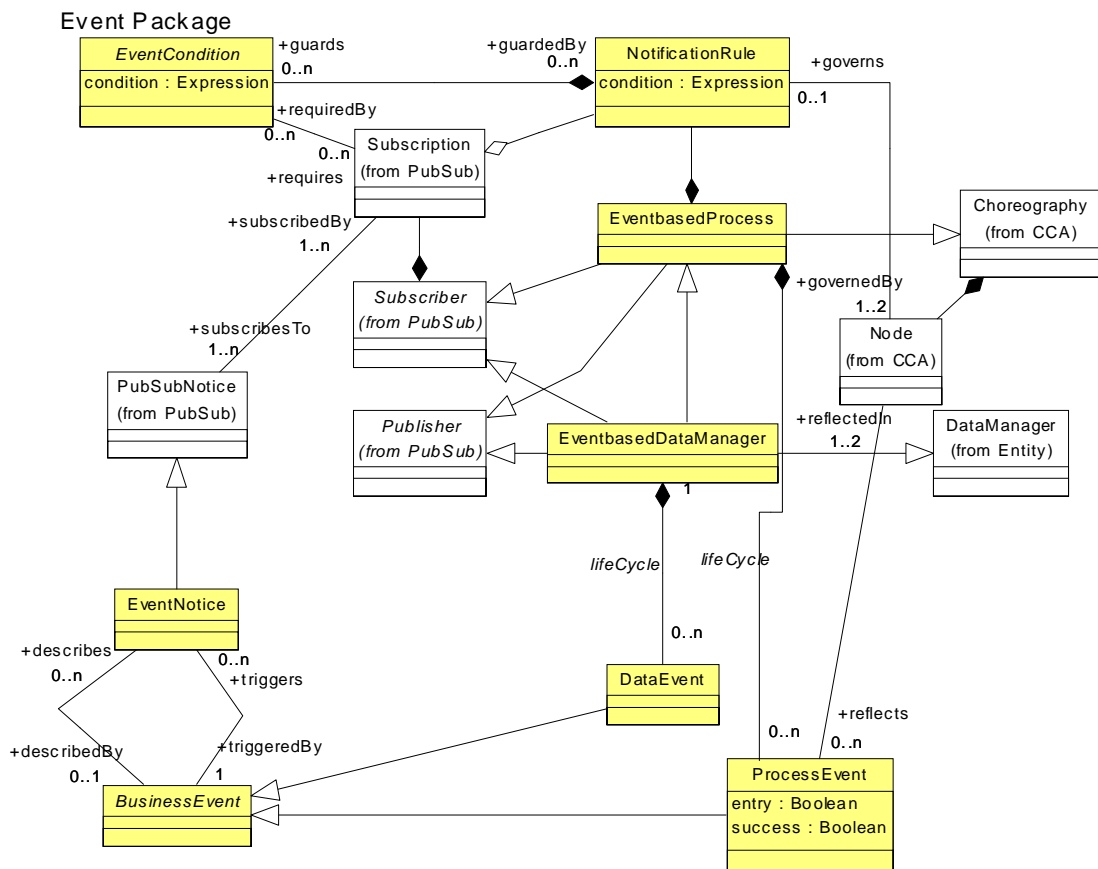 Event Package
EventCondition
condition : Expression
+guards
0..n
+guardedBy
0..n
NotificationRule
condition : Expression
+governs
0..1
+requiredBy
0..n
0..n
Subscription
(from PubSub)
+requires
+subscribedBy
1..n
EventbasedProcess
Choreography
(from CCA)
+governedBy
1..2
Subscriber
(from PubSub)
Node
(from CCA)
+subscribesTo
1..n
PubSubNotice
(from PubSub)
Publisher
(from PubSub)
EventbasedDataManager
1
+reflectedIn
1..2
DataManager
(from Entity)
lifeCycle
lifeCycle
EventNotice
0..n
+describes
0..n
0..n
+triggers
DataEvent
+reflects
0..n
0..n
+describedBy
0..1
+triggeredBy
1
BusinessEvent
ProcessEvent
entry : Boolean
success : Boolean